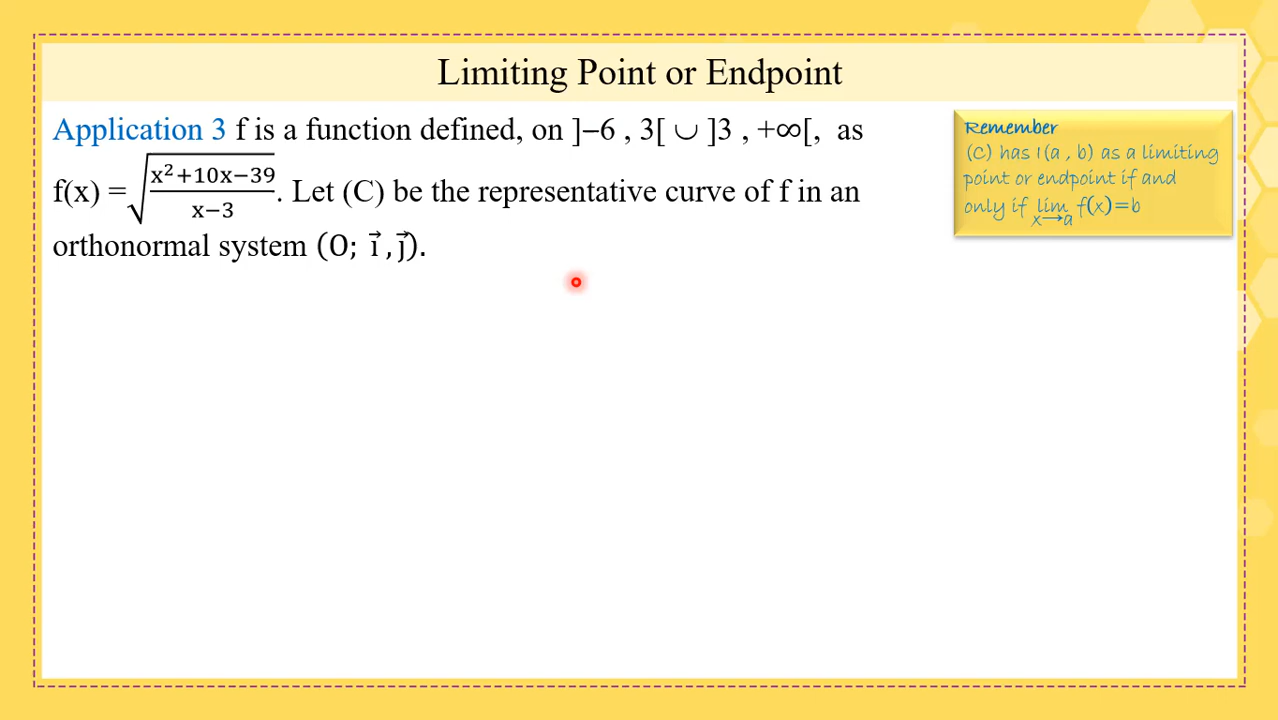 Limiting Point or Endpoint
Application 3 f is a function defined, on ]–6 , 3[ ∪ ]3 , +∞[, as
f(x) = √((x²+10x−39)/(x−3)). Let (C) be the representative curve of f in an
orthonormal system (O; i⃗ , j⃗).
Remember
(C) has I(a , b) as a limiting
point or endpoint if and
only if lim x→a f(x)=b